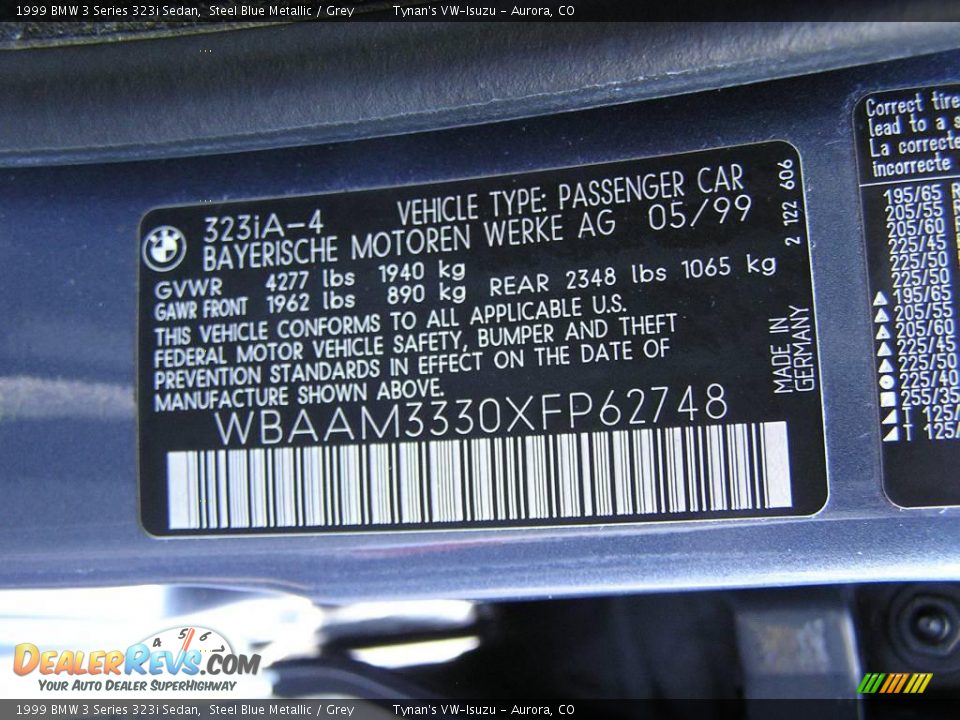 1999 BMW 3 Series 323i Sedan,  Steel Blue Metallic / Grey          Tynan's VW-Isuzu - Aurora, CO
323iA-4
VEHICLE TYPE: PASSENGER CAR
BAYERISCHE MOTOREN WERKE AG 05/99
GVWR 4277 lbs 1940 kg
GAWR FRONT 1962 lbs 890 kg REAR 2348 lbs 1065 kg
THIS VEHICLE CONFORMS TO ALL APPLICABLE U.S.
FEDERAL MOTOR VEHICLE SAFETY, BUMPER AND THEFT
PREVENTION STANDARDS IN EFFECT ON THE DATE OF
MANUFACTURE SHOWN ABOVE.
WBAAM3330XFP62748
2 122 606
MADE IN
GERMANY
Correct tire
lead to a
La correcte
incorrecte
195/65
205/55
205/60
225/45
225/50
225/50
195/65
205/55
205/60
225/45
225/50
225/40
255/35
T 125/
T 125/
4 5 6
DEALERREVS.COM
YOUR AUTO DEALER SUPERHIGHWAY
1999 BMW 3 Series 323i Sedan,  Steel Blue Metallic / Grey          Tynan's VW-Isuzu - Aurora, CO